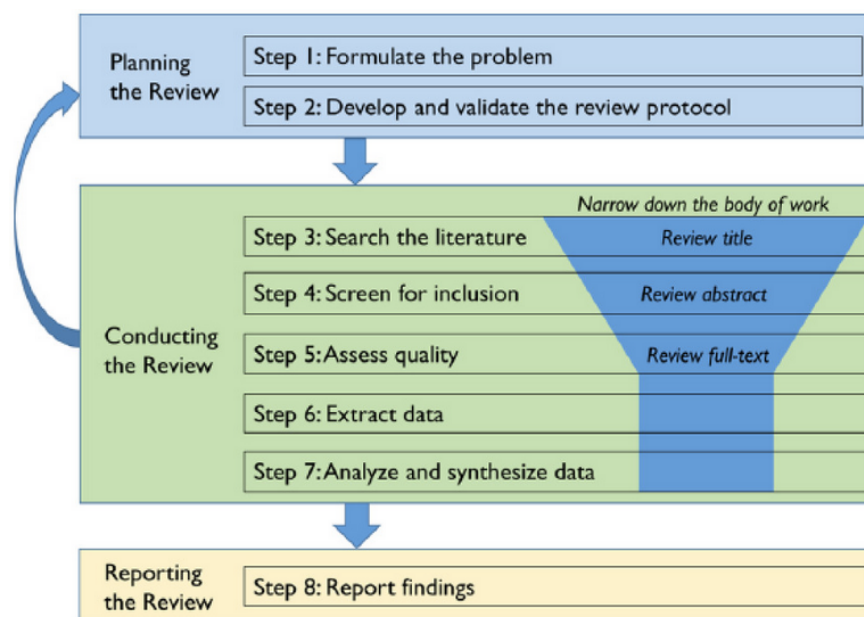 Planning
the Review
Step 1: Formulate the problem
Step 2: Develop and validate the review protocol
Narrow down the body of work
Conducting
the Review
Step 3: Search the literature
Review title
Step 4: Screen for inclusion
Review abstract
Step 5: Assess quality
Review full-text
Step 6: Extract data
Step 7: Analyze and synthesize data
Reporting
the Review
Step 8: Report findings